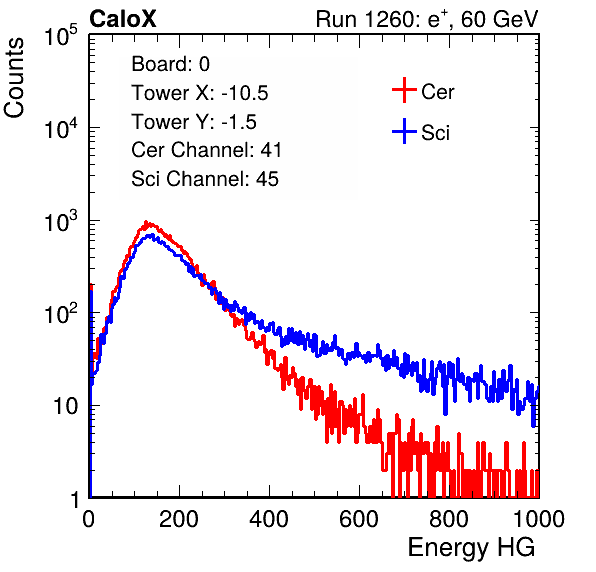 CaloX Run 1260: e⁺, 60 GeV
Counts
Board: 0
Tower X: -10.5
Tower Y: -1.5
Cer Channel: 41
Sci Channel: 45
Cer
Sci
10⁵
10⁴
10³
10²
10
1
0 200 400 600 800 1000
Energy HG